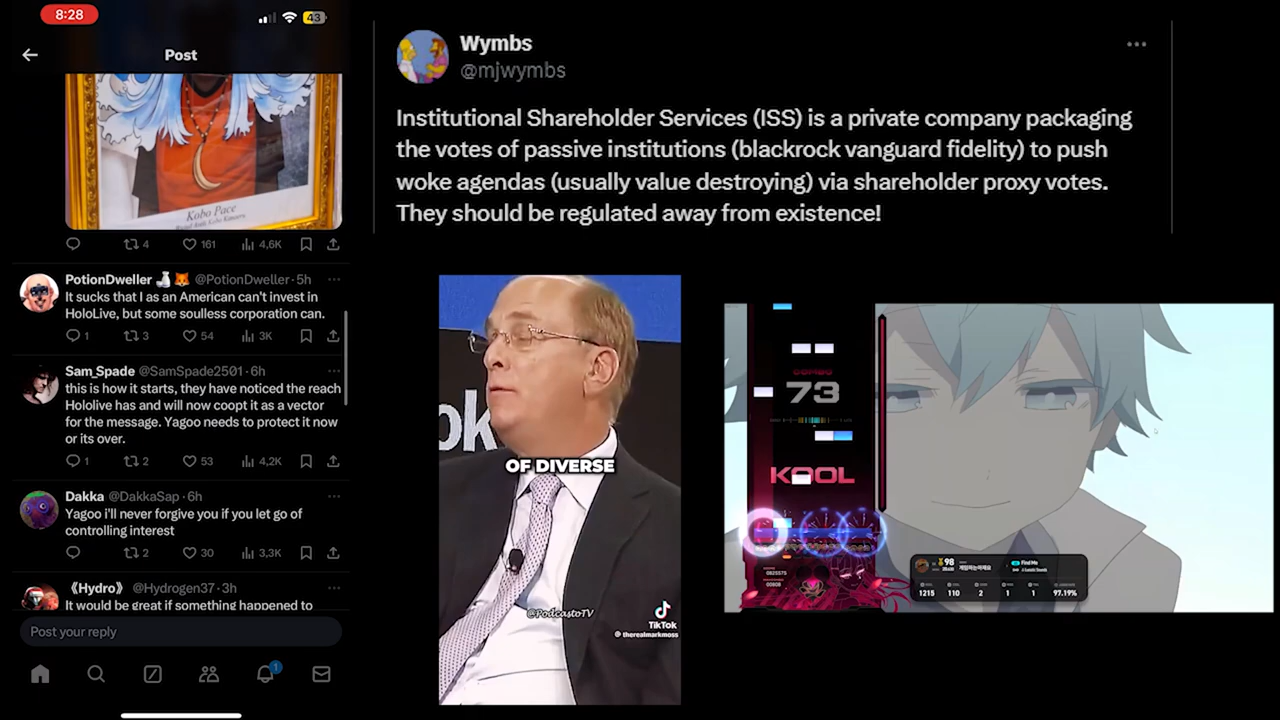 8:28
43
Post
Kobo Pace
4
161
4,6K
PotionDweller @PotionDweller·5h
It sucks that I as an American can't invest in
HoloLive, but some soulless corporation can.
1
3
54
3K
Sam_Spade @SamSpade2501·6h
this is how it starts, they have noticed the reach
Hololive has and will now coopt it as a vector
for the message. Yagoo needs to protect it now
or its over.
1
2
53
4,2K
Dakka @DakkaSap·6h
Yagoo i'll never forgive you if you let go of
controlling interest
2
30
3,3K
《Hydro》 @Hydrogen37·3h
It would be great if something happened to
Post your reply
1
Wymbs
@mjwymbs
Institutional Shareholder Services (ISS) is a private company packaging
the votes of passive institutions (blackrock vanguard fidelity) to push
woke agendas (usually value destroying) via shareholder proxy votes.
They should be regulated away from existence!
ok
OF DIVERSE
@PodcastoTV
TikTok
@therealmarkmoss
COMBO
73
KOOL
98
Find Me
1215
110
2
1
1
97.19%